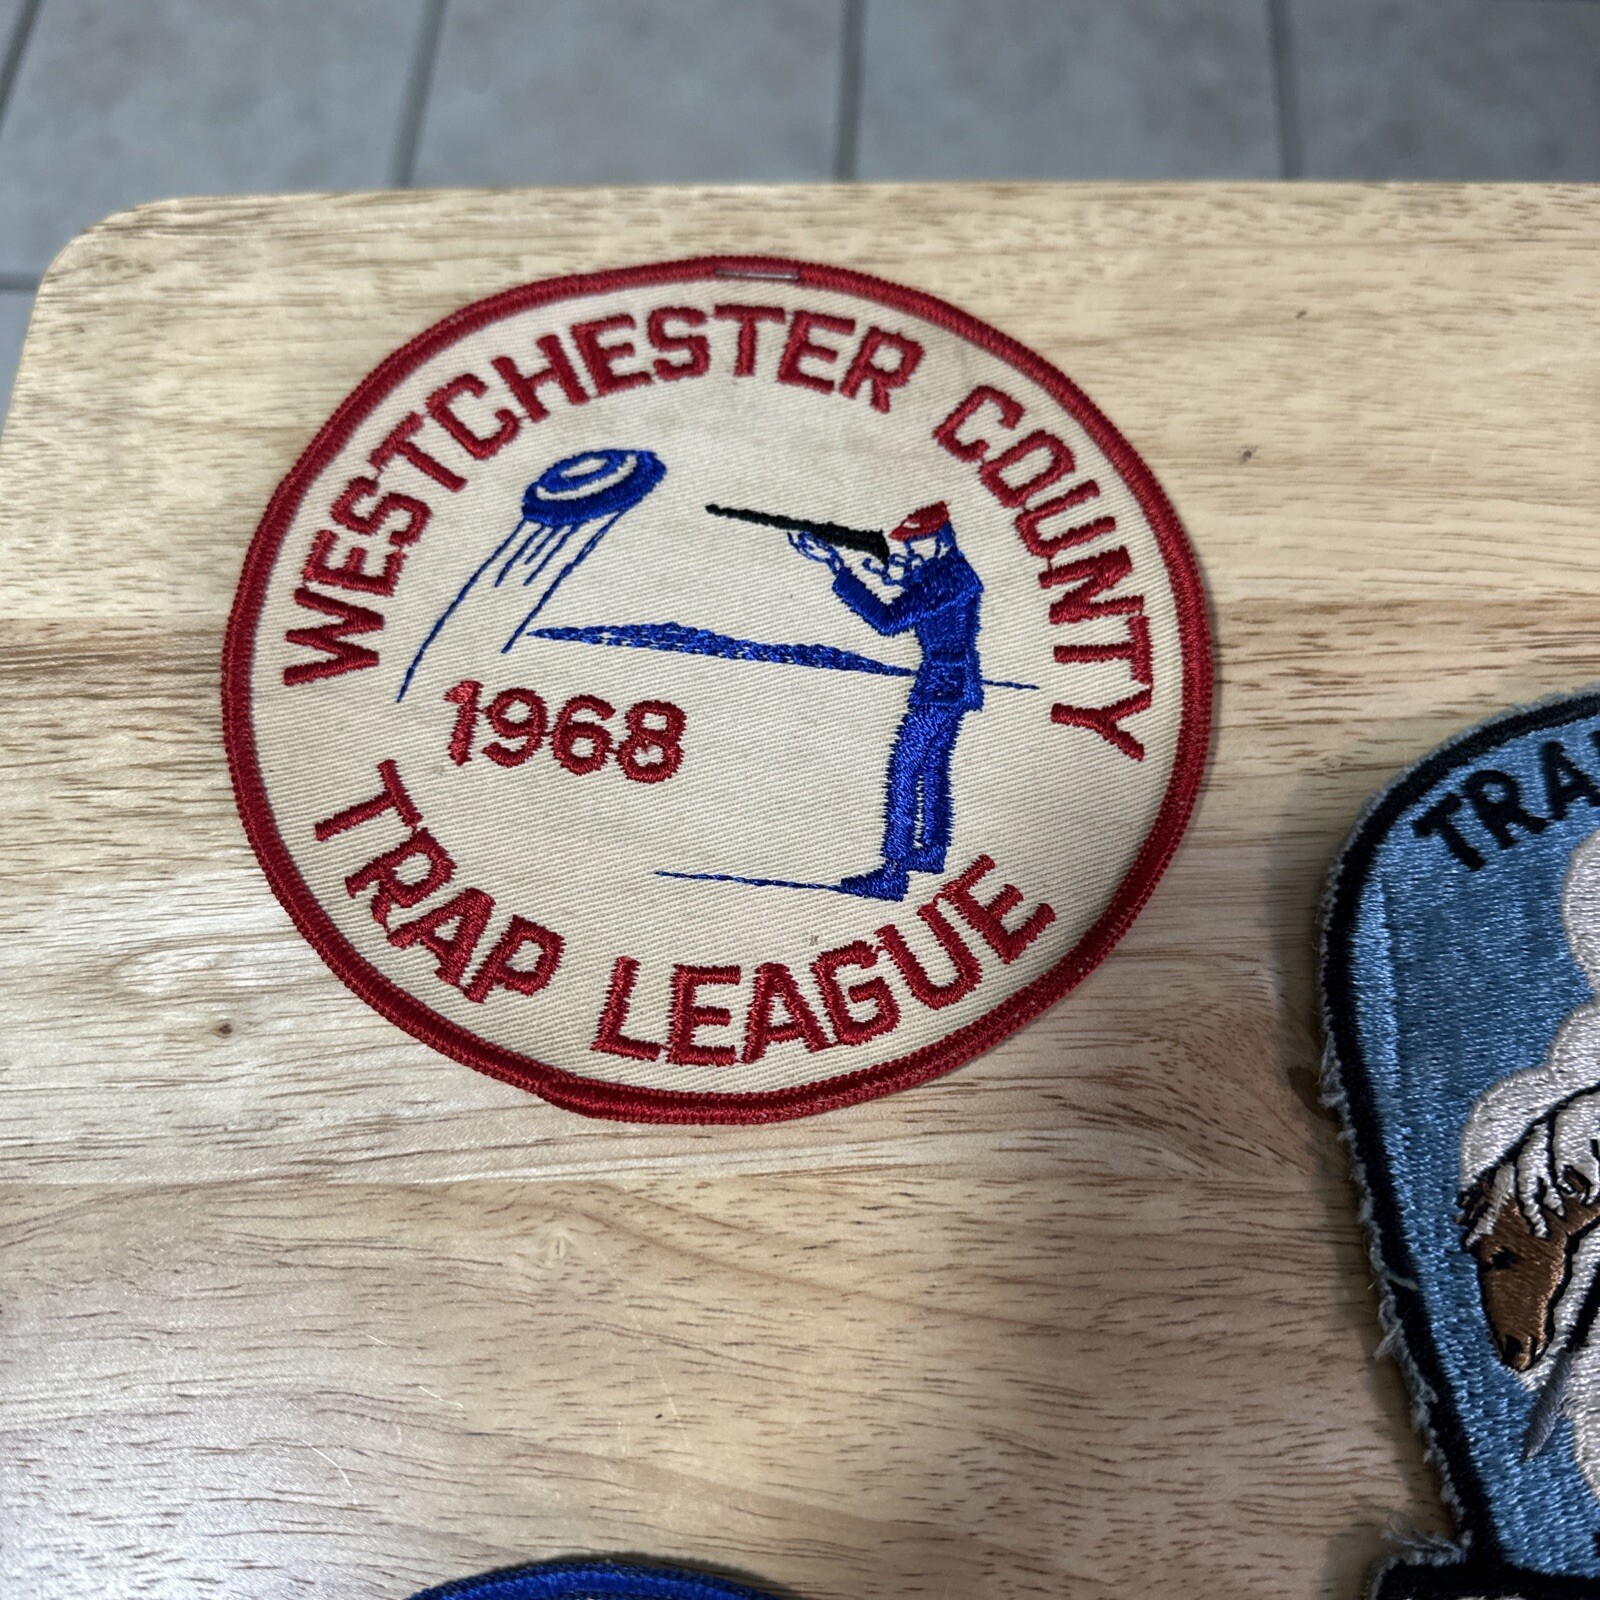 WESTCHESTER COUNTY
1968
TRAP LEAGUE